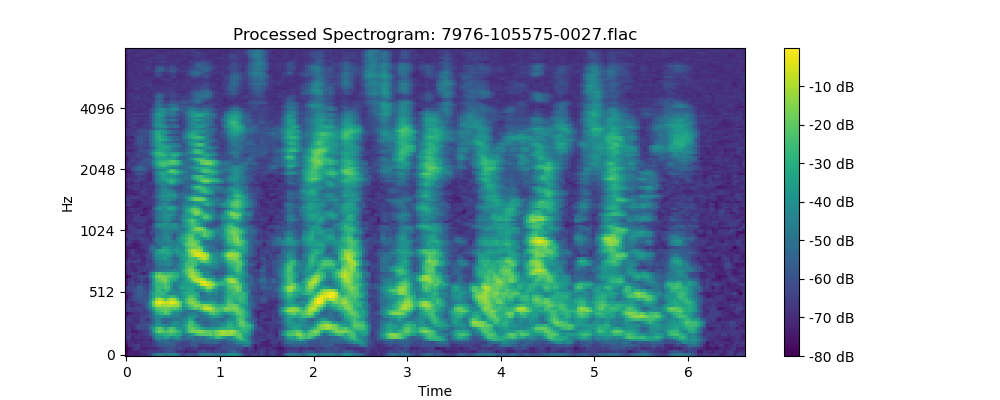 Processed Spectrogram: 7976-105575-0027.flac
Hz
4096
2048
1024
512
0
0 1 2 3 4 5 6
Time
-10 dB
-20 dB
-30 dB
-40 dB
-50 dB
-60 dB
-70 dB
-80 dB